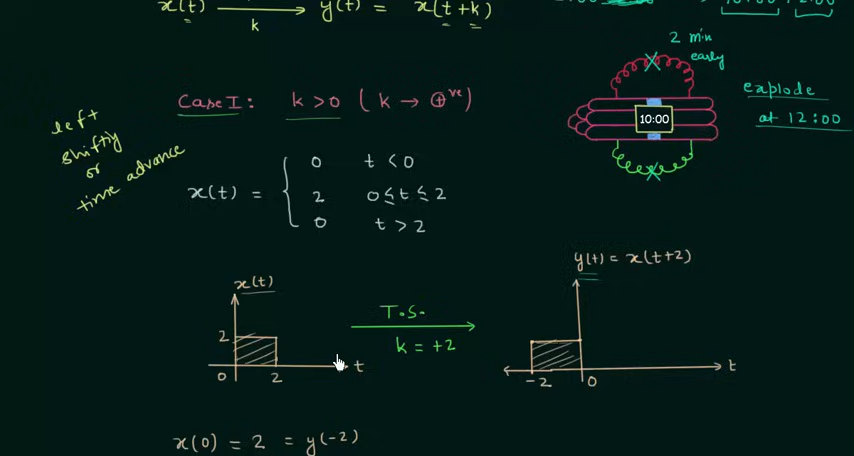 x(t) ⟶ y(t) = x(t+k)
k
2 min
early
explode
at 12:00
10:00
Case I: k>0 (k → ⊕ve)
left
shiftiy
or
time advance
x(t) = { 0 t < 0
2 0 ≤ t ≤ 2
0 t > 2
y(t) = x(t+2)
x(t)
T.S.
k = +2
2
0 2 t
-2 0 t
x(0) = 2 = y(-2)